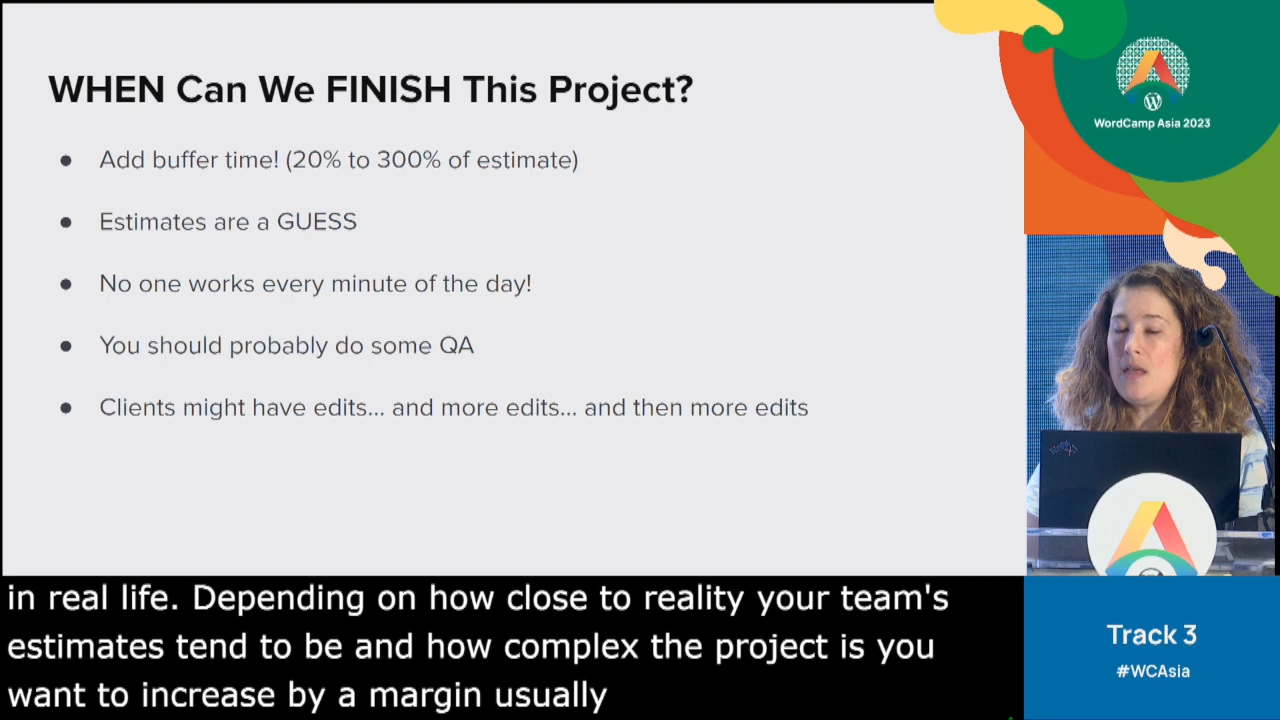 WHEN Can We FINISH This Project?
● Add buffer time! (20% to 300% of estimate)
● Estimates are a GUESS
● No one works every minute of the day!
● You should probably do some QA
● Clients might have edits... and more edits... and then more edits
WordCamp Asia 2023
in real life. Depending on how close to reality your team's
estimates tend to be and how complex the project is you
want to increase by a margin usually
Track 3
#WCAsia